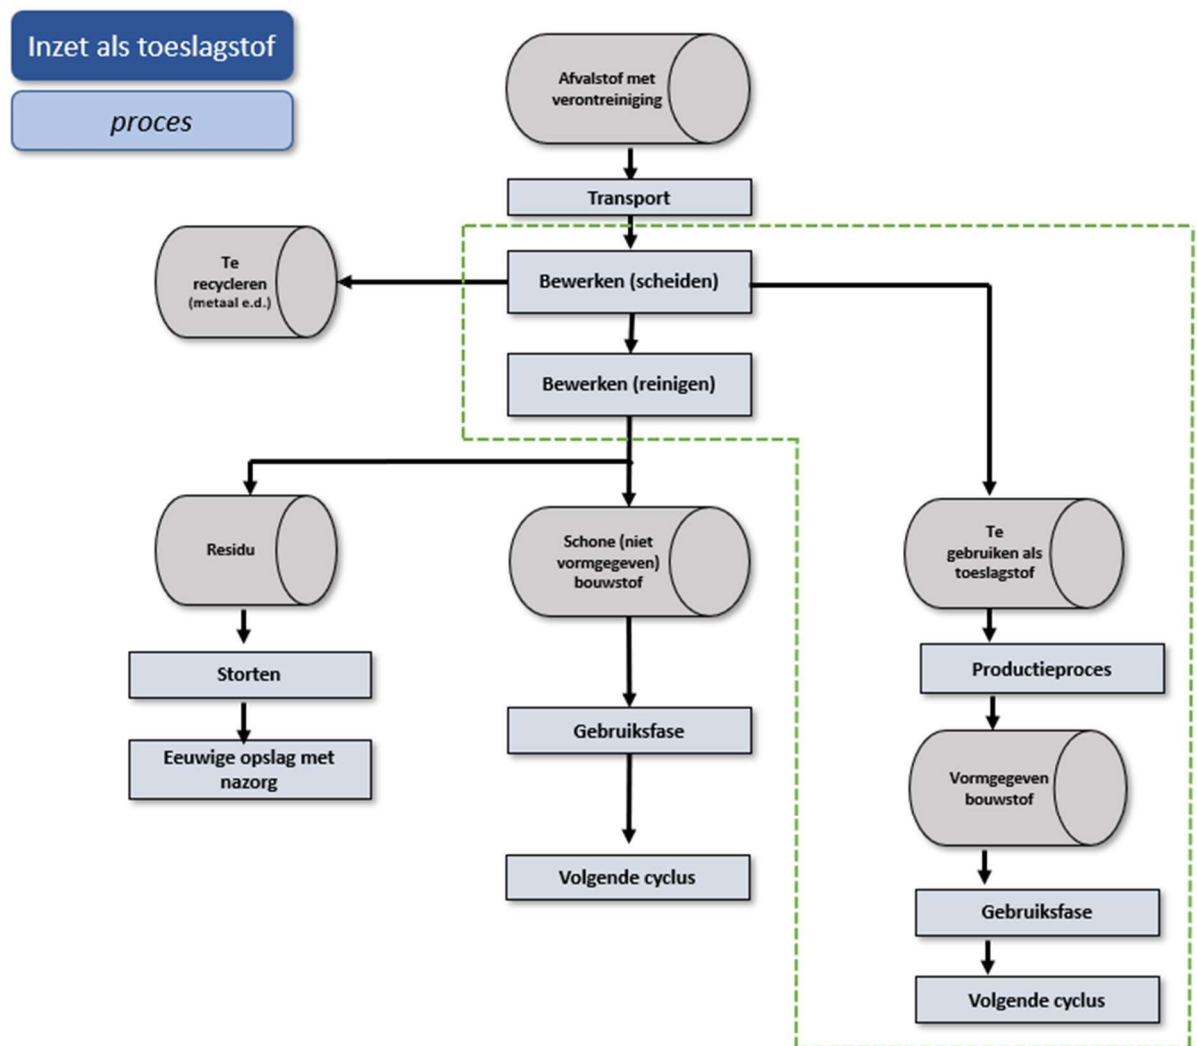 Inzet als toeslagstof
proces
Afvalstof met
verontreiniging
Transport
Te
recycleren
(metaal e.d.)
Bewerken (scheiden)
Bewerken (reinigen)
Residu
Schone (niet
vormgegeven)
bouwstof
Te
gebruiken als
toeslagstof
Storten
Productieproces
Eeuwige opslag met
nazorg
Gebruiksfase
Vormgegeven
bouwstof
Volgende cyclus
Gebruiksfase
Volgende cyclus